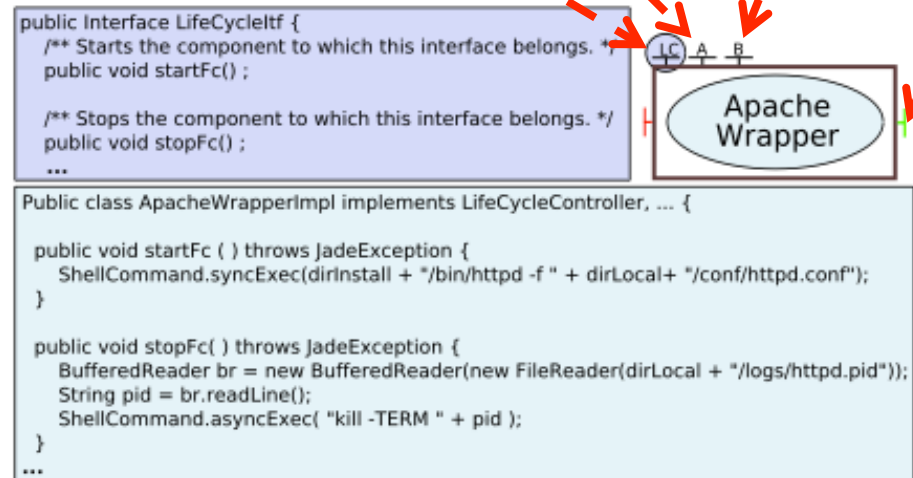 public Interface LifeCycleItf {
/** Starts the component to which this interface belongs. */
public void startFc() ;
/** Stops the component to which this interface belongs. */
public void stopFc() ;
...
LC A B
Apache
Wrapper
Public class ApacheWrapperImpl implements LifeCycleController, ... {
public void startFc ( ) throws JadeException {
ShellCommand.syncExec(dirInstall + "/bin/httpd -f " + dirLocal+ "/conf/httpd.conf");
}
public void stopFc( ) throws JadeException {
BufferedReader br = new BufferedReader(new FileReader(dirLocal + "/logs/httpd.pid"));
String pid = br.readLine();
ShellCommand.asyncExec( "kill -TERM " + pid );
}
...